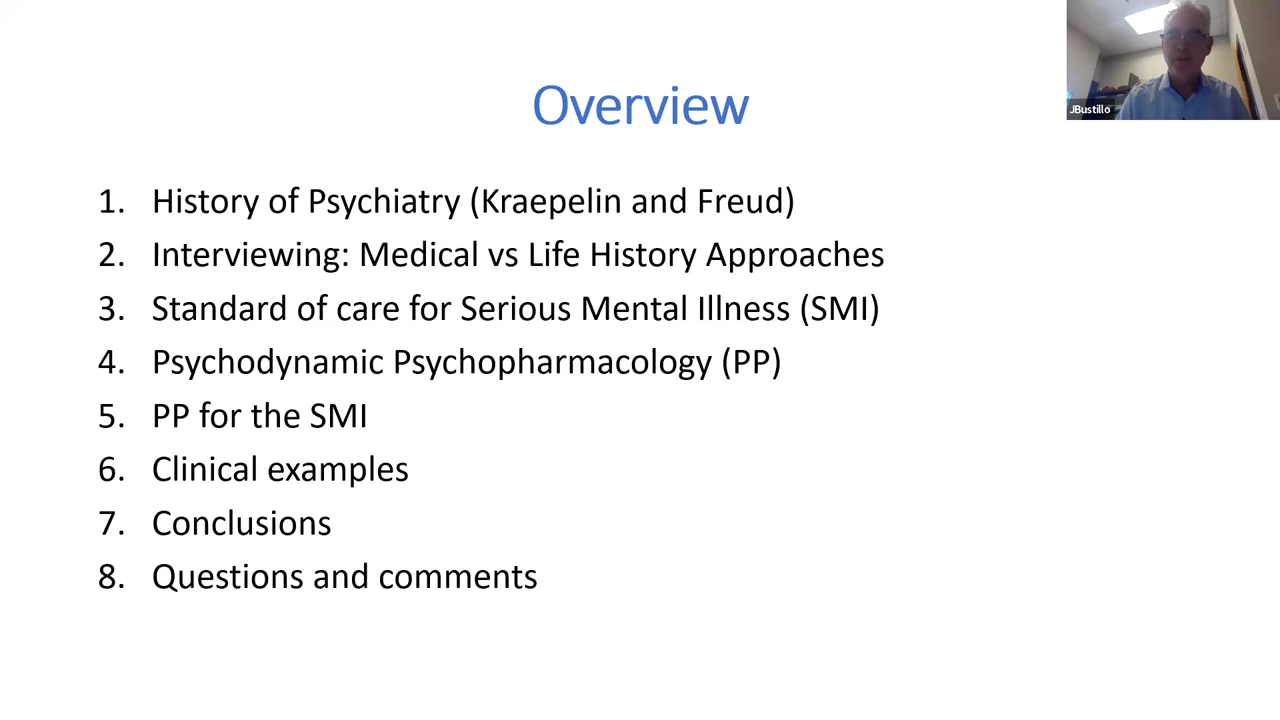 Overview
JBustillo
1. History of Psychiatry (Kraepelin and Freud)
2. Interviewing: Medical vs Life History Approaches
3. Standard of care for Serious Mental Illness (SMI)
4. Psychodynamic Psychopharmacology (PP)
5. PP for the SMI
6. Clinical examples
7. Conclusions
8. Questions and comments